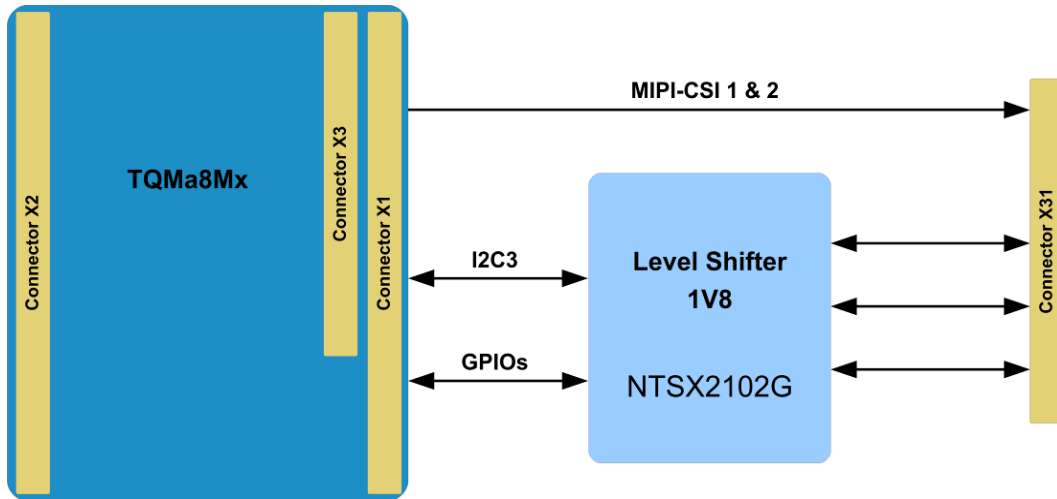 TQMa8Mx
Connector X2
Connector X3
Connector X1
MIPI-CSI 1 & 2
I2C3
GPIOs
Level Shifter
1V8
NTSX2102G
Connector X31